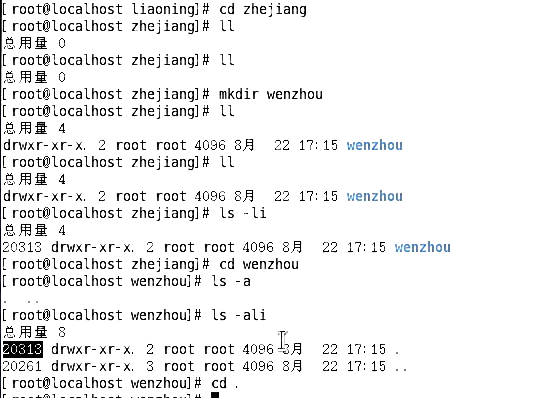 [root@localhost liaoning]# cd zhejiang
[root@localhost zhejiang]# ll
总用量 0
[root@localhost zhejiang]# ll
总用量 0
[root@localhost zhejiang]# mkdir wenzhou
[root@localhost zhejiang]# ll
总用量 4
drwxr-xr-x. 2 root root 4096 8月  22 17:15 wenzhou
[root@localhost zhejiang]# ll
总用量 4
drwxr-xr-x. 2 root root 4096 8月  22 17:15 wenzhou
[root@localhost zhejiang]# ls -li
总用量 4
20313 drwxr-xr-x. 2 root root 4096 8月  22 17:15 wenzhou
[root@localhost zhejiang]# cd wenzhou
[root@localhost wenzhou]# ls -a
.  ..
[root@localhost wenzhou]# ls -ali
总用量 8
20313 drwxr-xr-x. 2 root root 4096 8月  22 17:15 .
20261 drwxr-xr-x. 3 root root 4096 8月  22 17:15 ..
[root@localhost wenzhou]# cd .
[root@localhost wenzhou]#